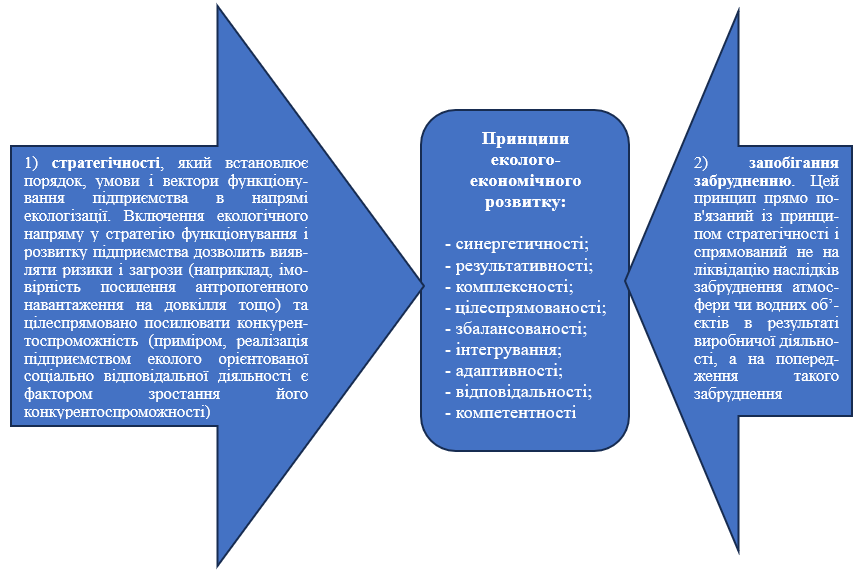 1) стратегічності, який встановлює
порядок, умови і вектори функціону-
вання підприємства в напрямі
екологізації. Включення екологічного
напряму у стратегію функціонування і
розвитку підприємства дозволить вияв-
ляти ризики і загрози (наприклад, імо-
вірність посилення антропогенного
навантаження на довкілля тощо) та
цілеспрямовано посилювати конкурен-
тоспроможність (приміром, реалізація
підприємством еколого орієнтованої
соціально відповідальної діяльності є
фактором зростання його
конкурентоспроможності)
Принципи
еколого-
економічного
розвитку:
- синергетичності;
- результативності;
- комплексності;
- цілеспрямованості;
- збалансованості;
- інтегрування;
- адаптивності;
- відповідальності;
- компетентності
2) запобігання
забрудненню. Цей
принцип прямо по-
в'язаний із принци-
пом стратегічності і
спрямований не на
ліквідацію наслідків
забруднення атмос-
фери чи водних об’-
єктів в результаті
виробничої діяльно-
сті, а на поперед-
ження такого
забруднення